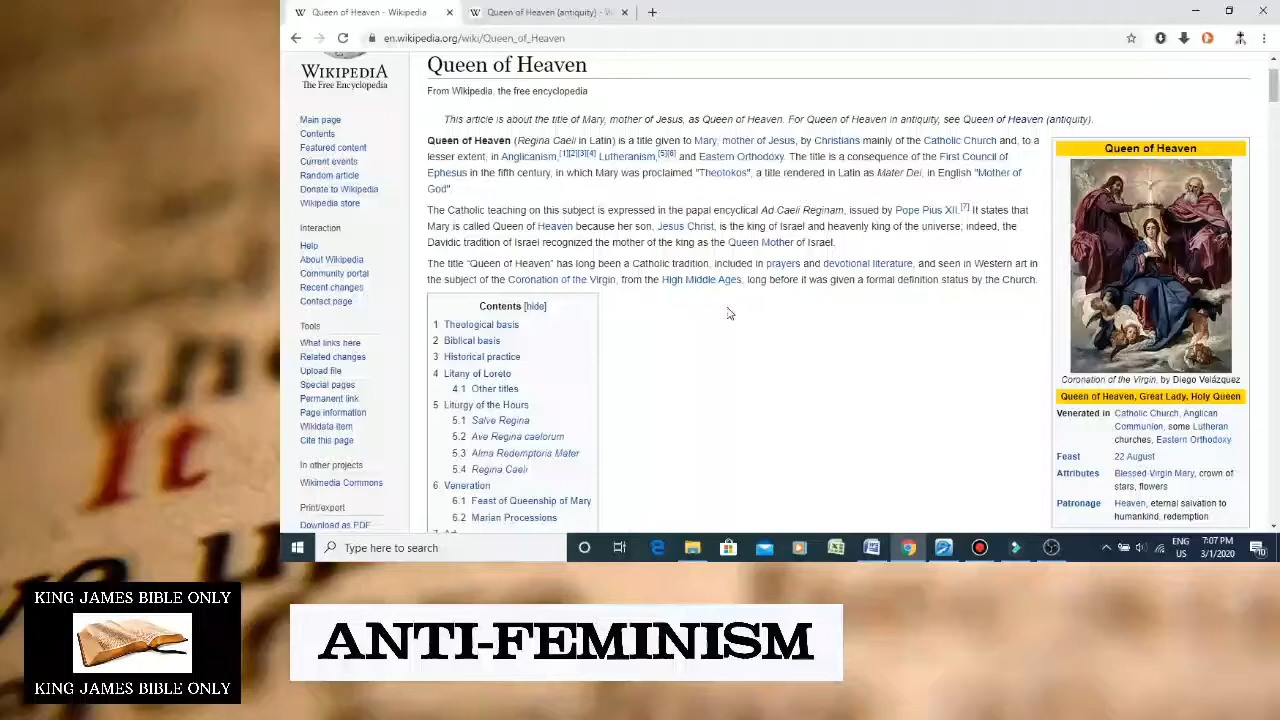 Queen of Heaven - Wikipedia
Queen of Heaven (antiquity) - W
en.wikipedia.org/wiki/Queen_of_Heaven
WIKIPEDIA
The Free Encyclopedia
Main page
Contents
Featured content
Current events
Random article
Donate to Wikipedia
Wikipedia store
Interaction
Help
About Wikipedia
Community portal
Recent changes
Contact page
Tools
What links here
Related changes
Upload file
Special pages
Permanent link
Page information
Wikidata item
Cite this page
In other projects
Wikimedia Commons
Print/export
Download as PDF
Queen of Heaven
From Wikipedia, the free encyclopedia
This article is about the title of Mary, mother of Jesus, as Queen of Heaven. For Queen of Heaven in antiquity, see Queen of Heaven (antiquity).
Queen of Heaven (Regina Caeli in Latin) is a title given to Mary, mother of Jesus, by Christians mainly of the Catholic Church and, to a
lesser extent, in Anglicanism,[1][2][3][4] Lutheranism,[5][6] and Eastern Orthodoxy. The title is a consequence of the First Council of
Ephesus in the fifth century, in which Mary was proclaimed "Theotokos", a title rendered in Latin as Mater Dei, in English "Mother of
God".
The Catholic teaching on this subject is expressed in the papal encyclical Ad Caeli Reginam, issued by Pope Pius XII.[7] It states that
Mary is called Queen of Heaven because her son, Jesus Christ, is the king of Israel and heavenly king of the universe; indeed, the
Davidic tradition of Israel recognized the mother of the king as the Queen Mother of Israel.
The title "Queen of Heaven" has long been a Catholic tradition, included in prayers and devotional literature, and seen in Western art in
the subject of the Coronation of the Virgin, from the High Middle Ages, long before it was given a formal definition status by the Church.
Contents [hide]
1 Theological basis
2 Biblical basis
3 Historical practice
4 Litany of Loreto
4.1 Other titles
5 Liturgy of the Hours
5.1 Salve Regina
5.2 Ave Regina caelorum
5.3 Alma Redemptoris Mater
5.4 Regina Caeli
6 Veneration
6.1 Feast of Queenship of Mary
6.2 Marian Processions
Queen of Heaven
Coronation of the Virgin, by Diego Velázquez
Queen of Heaven, Great Lady, Holy Queen
Venerated in Catholic Church, Anglican
Communion, some Lutheran
churches, Eastern Orthodoxy
Feast 22 August
Attributes Blessed Virgin Mary, crown of
stars, flowers
Patronage Heaven, eternal salvation to
humankind, redemption
Type here to search
ENG
US
7:07 PM
3/1/2020
10
It
KING JAMES BIBLE ONLY
KING JAMES BIBLE ONLY
ANTI-FEMINISM